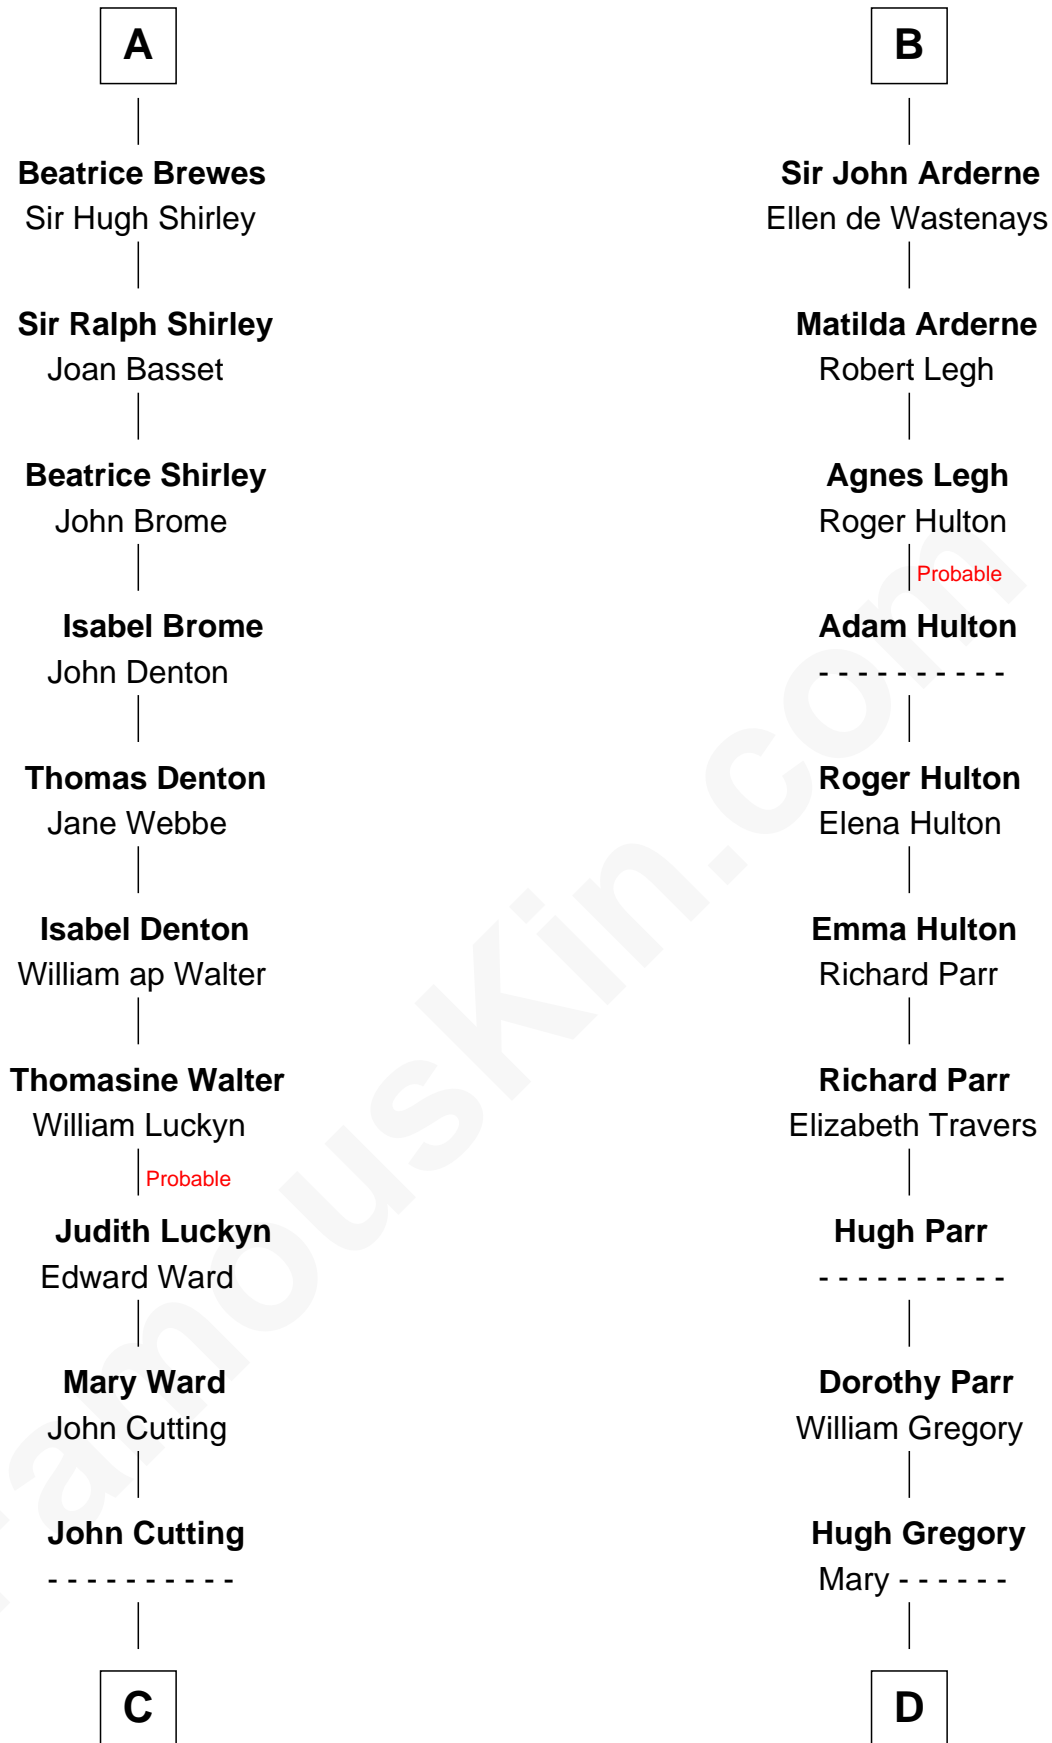 A
Beatrice Brewes
Sir Hugh Shirley
Sir Ralph Shirley
Joan Basset
Beatrice Shirley
John Brome
Isabel Brome
John Denton
Thomas Denton
Jane Webbe
Isabel Denton
William ap Walter
Thomasine Walter
William Luckyn
Probable
Judith Luckyn
Edward Ward
Mary Ward
John Cutting
John Cutting
- - - - - - - - - -
C
B
Sir John Arderne
Ellen de Wastenays
Matilda Arderne
Robert Legh
Agnes Legh
Roger Hulton
Probable
Adam Hulton
- - - - - - - - - -
Roger Hulton
Elena Hulton
Emma Hulton
Richard Parr
Richard Parr
Elizabeth Travers
Hugh Parr
- - - - - - - - - -
Dorothy Parr
William Gregory
Hugh Gregory
Mary - - - - - -
D
FamousKin.com